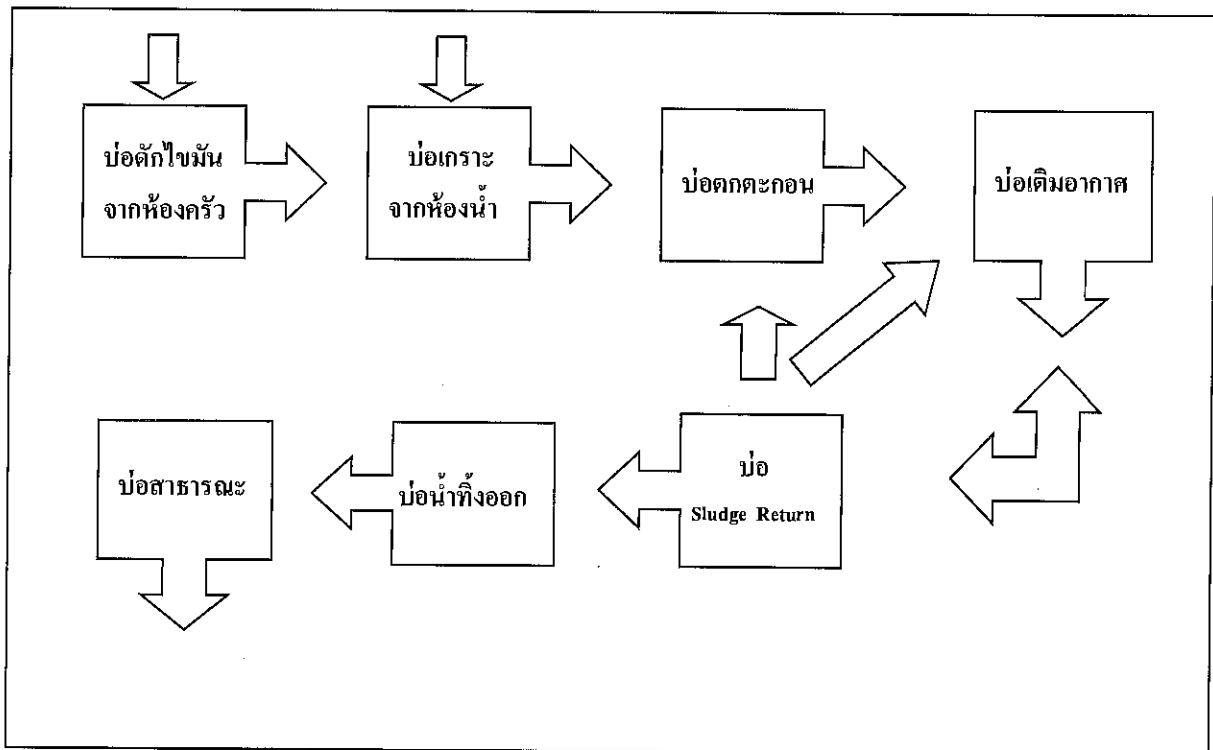 บ่อดักไขมัน
จากห้องครัว
บ่อเกราะ
จากห้องน้ำ
บ่อตกตะกอน
บ่อเติมอากาศ
บ่อสาธารณะ
บ่อน้ำทิ้งออก
บ่อ
Sludge Return